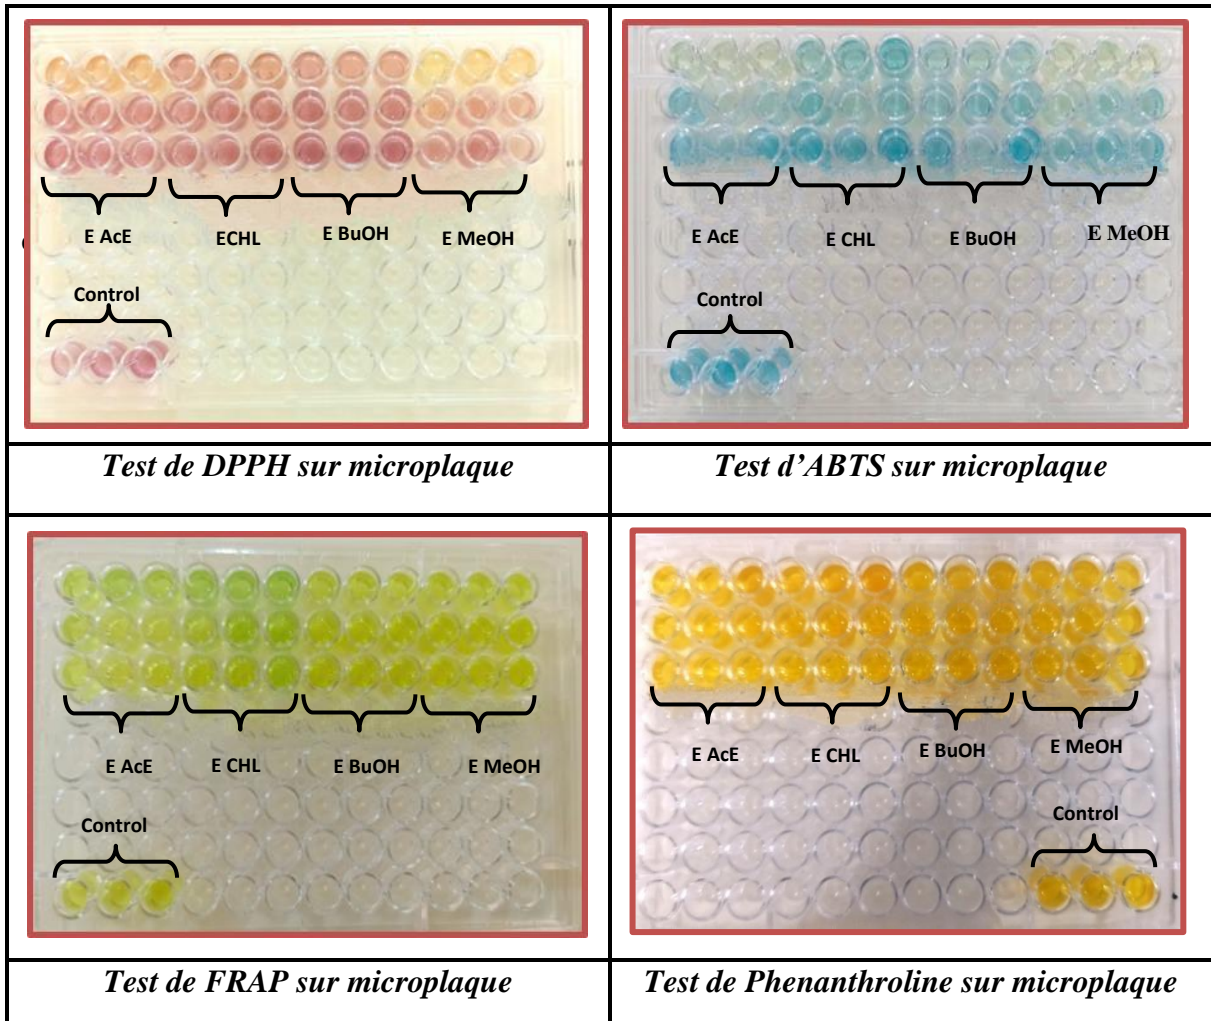 E AcE
ECHL
E BuOH
E MeOH
Control
Test de DPPH sur microplaque
E AcE
E CHL
E BuOH
E MeOH
Control
Test d’ABTS sur microplaque
E AcE
E CHL
E BuOH
E MeOH
Control
Test de FRAP sur microplaque
E AcE
E CHL
E BuOH
E MeOH
Control
Test de Phenanthroline sur microplaque